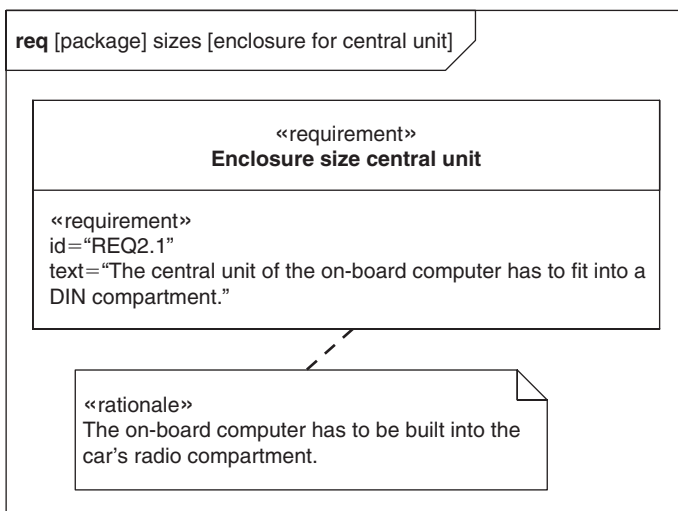 req [package] sizes [enclosure for central unit]
«requirement»
Enclosure size central unit
«requirement»
id=“REQ2.1”
text=“The central unit of the on-board computer has to fit into a
DIN compartment.”
«rationale»
The on-board computer has to be built into the
car’s radio compartment.